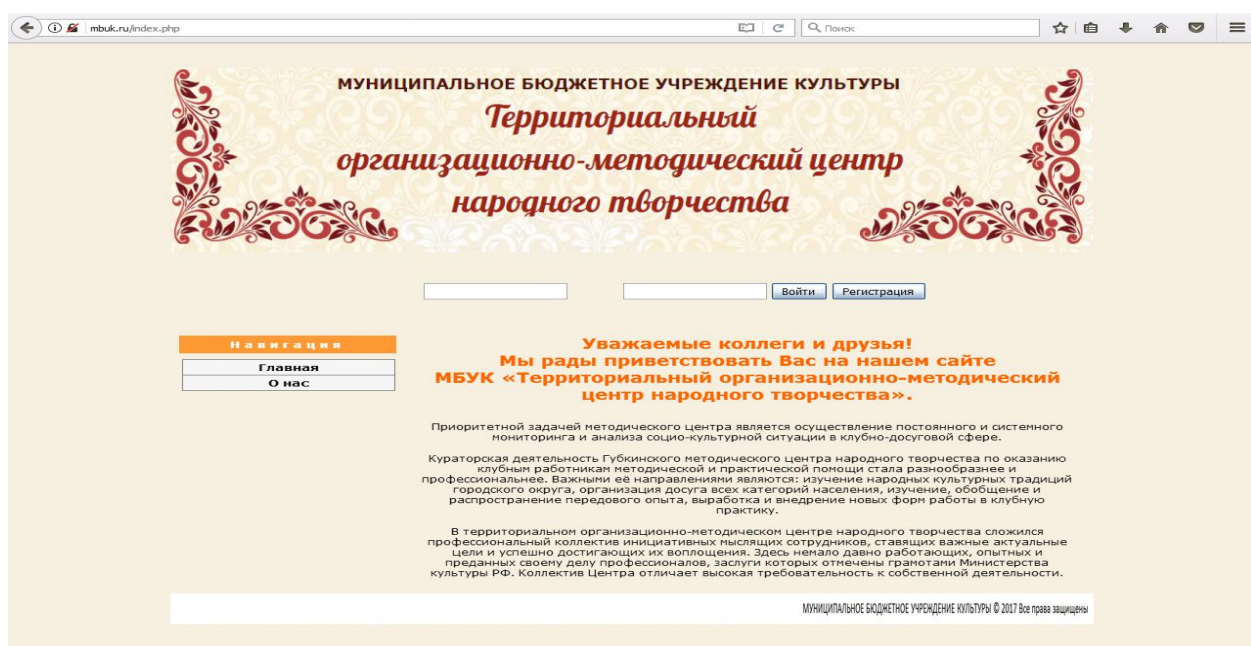 mbuk.ru/index.php
Поиск
МУНИЦИПАЛЬНОЕ БЮДЖЕТНОЕ УЧРЕЖДЕНИЕ КУЛЬТУРЫ
Территориальный
организационно-методический центр
народного творчества
Войти Регистрация
Навигация
Главная
О нас
Уважаемые коллеги и друзья!
Мы рады приветствовать Вас на нашем сайте
МБУК «Территориальный организационно-методический
центр народного творчества».
Приоритетной задачей методического центра является осуществление постоянного и системного
мониторинга и анализа социо-культурной ситуации в клубно-досуговой сфере.
Кураторская деятельность Губкинского методического центра народного творчества по оказанию
клубным работникам методической и практической помощи стала разнообразнее и
профессиональнее. Важными её направлениями являются: изучение народных культурных традиций
городского округа, организация досуга всех категорий населения, изучение, обобщение и
распространение передового опыта, выработка и внедрение новых форм работы в клубную
практику.
В территориальном организационно-методическом центре народного творчества сложился
профессиональный коллектив инициативных мыслящих сотрудников, ставящих важные актуальные
цели и успешно достигающих их воплощения. Здесь немало давно работающих, опытных и
преданных своему делу профессионалов, заслуги которых отмечены грамотами Министерства
культуры РФ. Коллектив Центра отличает высокая требовательность к собственной деятельности.
МУНИЦИПАЛЬНОЕ БЮДЖЕТНОЕ УЧРЕЖДЕНИЕ КУЛЬТУРЫ © 2017 Все права защищены